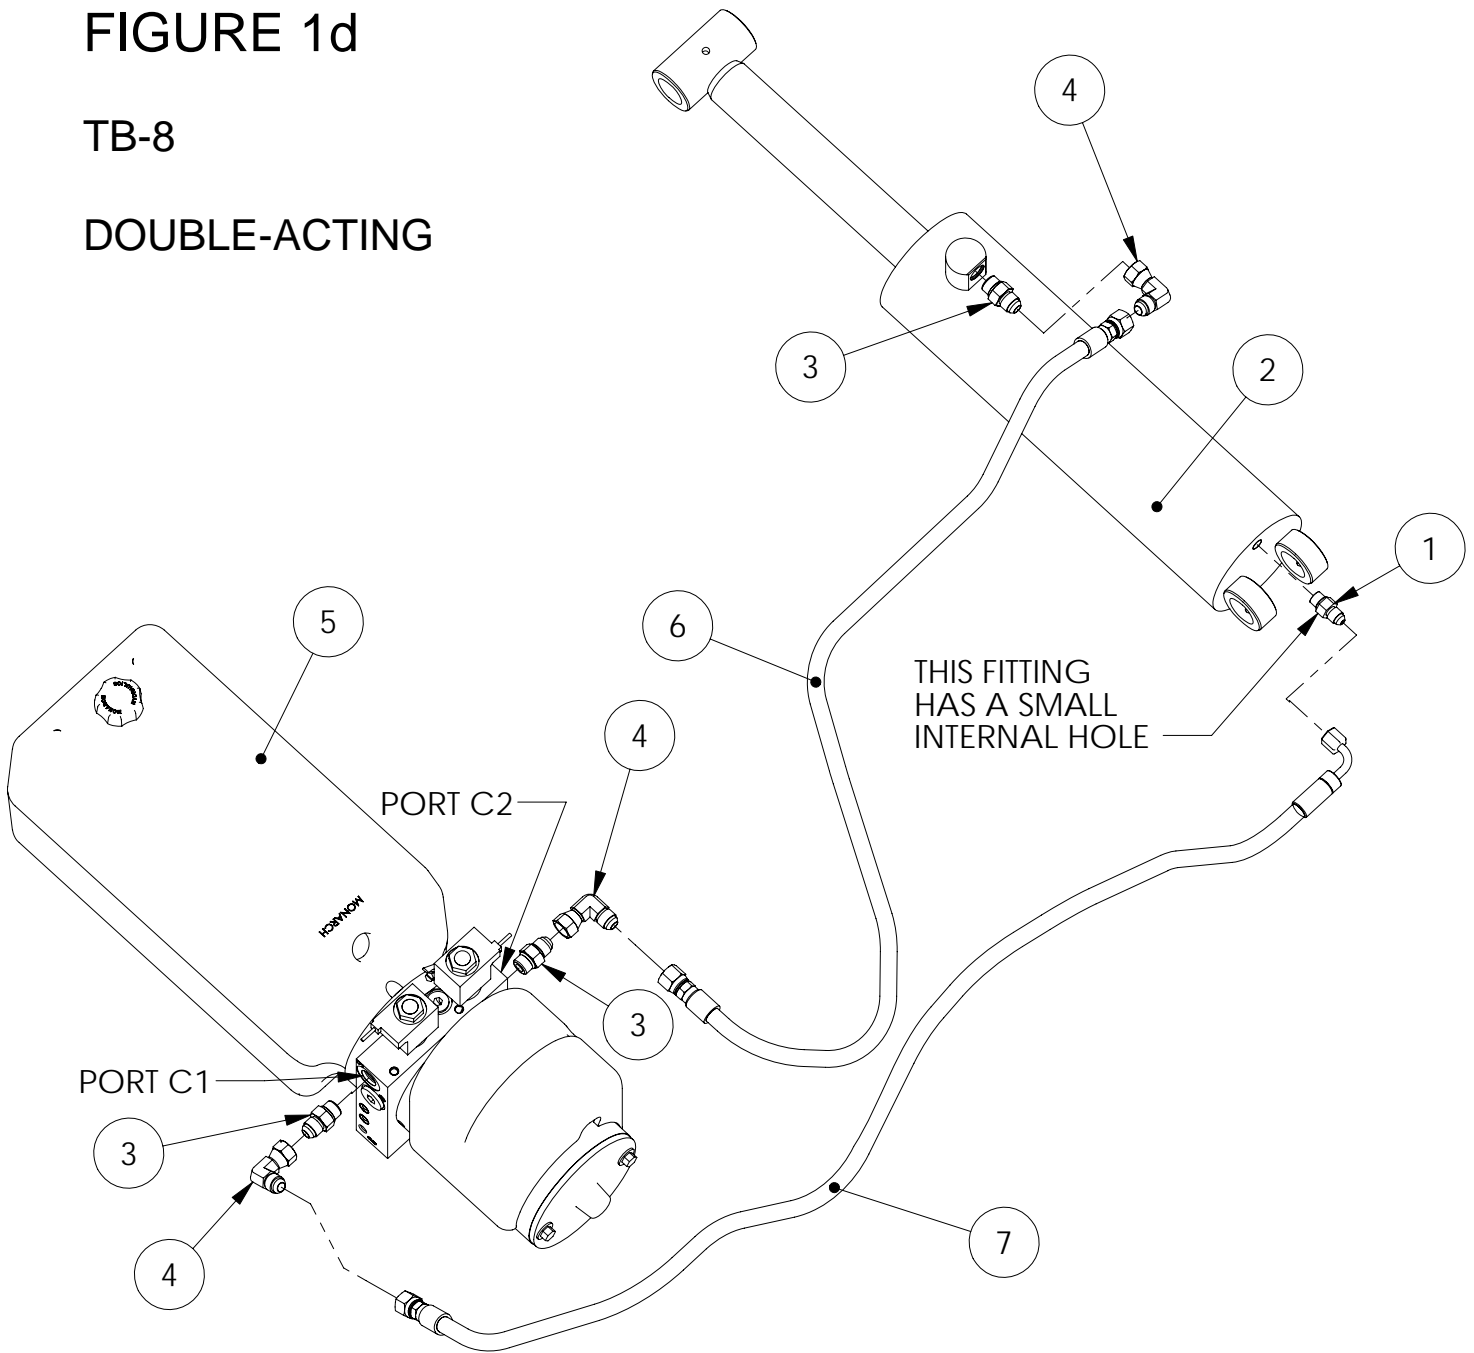 FIGURE 1d
TB-8
DOUBLE-ACTING
4
3
2
1
5
6
THIS FITTING
HAS A SMALL
INTERNAL HOLE
4
PORT C2
MONARCH
3
PORT C1
3
4
7